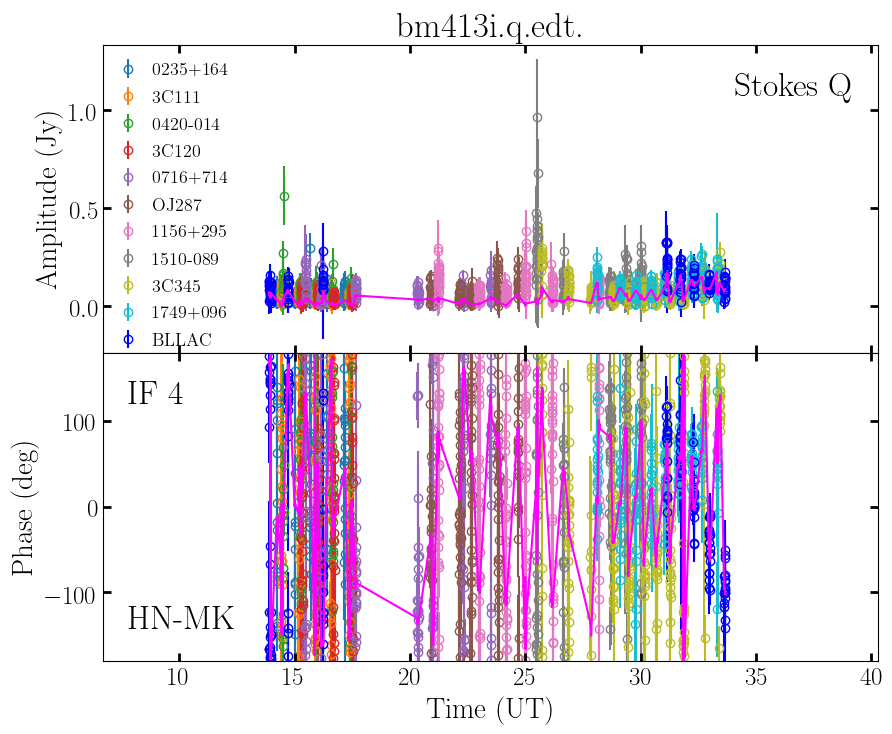 bm413i.q.edt.
Stokes Q
0235+164
3C111
0420-014
3C120
0716+714
OJ287
1156+295
1510-089
3C345
1749+096
BLLAC
Amplitude (Jy)
1.0
0.5
0.0
IF 4
HN-MK
Phase (deg)
100
0
−100
10 15 20 25 30 35 40
Time (UT)